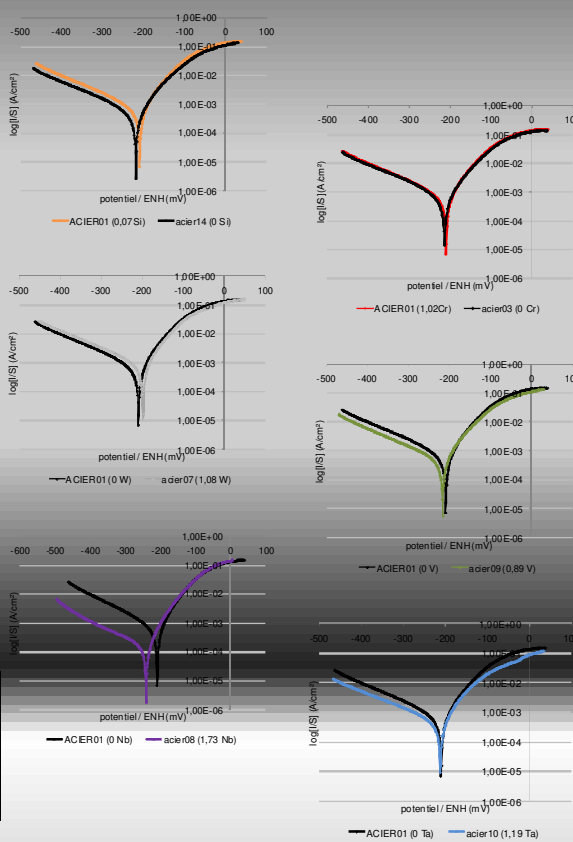 1,00E+00
-500 -400 -300 -200 -100 0 100
1,00E-01
1,00E-02
1,00E-03
1,00E-04
1,00E-05
1,00E-06
log[I/S] (A/cm²)
potentiel / ENH (mV)
ACIER01 (0,07Si) acier14 (0 Si)
1,00E+00
-500 -400 -300 -200 -100 0
1,00E-01
1,00E-02
1,00E-03
1,00E-04
1,00E-05
1,00E-06
log[I/S] (A.cm²)
potentiel / ENH (mV)
ACIER01 (1,02Cr) acier03 (0 Cr)
1,00E+00
-500 -400 -300 -200 -100 0 100
1,00E-01
1,00E-02
1,00E-03
1,00E-04
1,00E-05
1,00E-06
log[I/S] (A/cm²)
potentiel / ENH (mV)
ACIER01 (0 W) acier07 (1,08 W)
1,00E+00
-500 -400 -300 -200 -100 0
1,00E-01
1,00E-02
1,00E-03
1,00E-04
1,00E-05
1,00E-06
log[I/S] (A/cm²)
potentiel / ENH (mV)
ACIER01 (0 V) acier09 (0,89 V)
1,00E+00
-600 -500 -400 -300 -200 -100 0 100
1,00E-01
1,00E-02
1,00E-03
1,00E-04
1,00E-05
1,00E-06
log[I/S] (A/cm²)
potentiel / ENH (mV)
ACIER01 (0 Nb) acier08 (1,73 Nb)
1,00E+00
-500 -400 -300 -200 -100 0
1,00E-01
1,00E-02
1,00E-03
1,00E-04
1,00E-05
1,00E-06
log[I/S] (A/cm²)
potentiel / ENH (mV)
ACIER01 (0 Ta) acier10 (1,19 Ta)